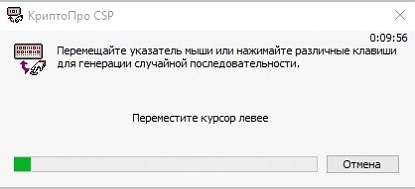 КриптоПро CSP
0:09:56
Перемещайте указатель мыши или нажимайте различные клавиши
для генерации случайной последовательности.
Переместите курсор левее
Отмена